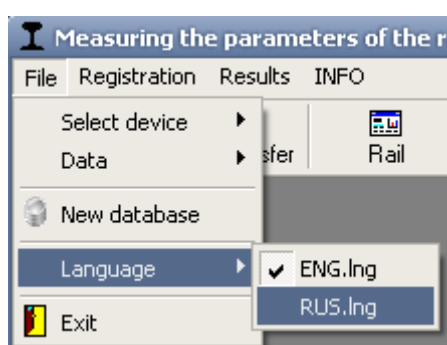 Measuring the parameters of the r
File Registration Results INFO
Select device
Data
sfer
Rail
New database
Language
ENG.lng
RUS.lng
Exit